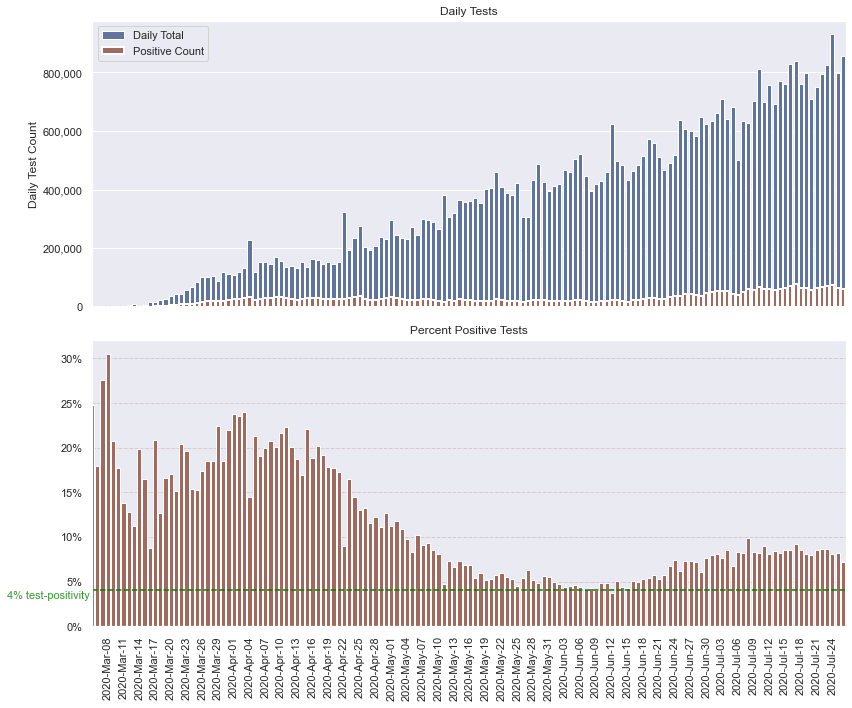 Daily Tests
Daily Total
Positive Count
800,000
600,000
400,000
200,000
0
Daily Test Count
Percent Positive Tests
30%
25%
20%
15%
10%
5%
4% test-positivity
0%
2020-Mar-08
2020-Mar-11
2020-Mar-14
2020-Mar-17
2020-Mar-20
2020-Mar-23
2020-Mar-26
2020-Mar-29
2020-Apr-01
2020-Apr-04
2020-Apr-07
2020-Apr-10
2020-Apr-13
2020-Apr-16
2020-Apr-19
2020-Apr-22
2020-Apr-25
2020-Apr-28
2020-May-01
2020-May-04
2020-May-07
2020-May-10
2020-May-13
2020-May-16
2020-May-19
2020-May-22
2020-May-25
2020-May-28
2020-May-31
2020-Jun-03
2020-Jun-06
2020-Jun-09
2020-Jun-12
2020-Jun-15
2020-Jun-18
2020-Jun-21
2020-Jun-24
2020-Jun-27
2020-Jun-30
2020-Jul-03
2020-Jul-06
2020-Jul-09
2020-Jul-12
2020-Jul-15
2020-Jul-18
2020-Jul-21
2020-Jul-24